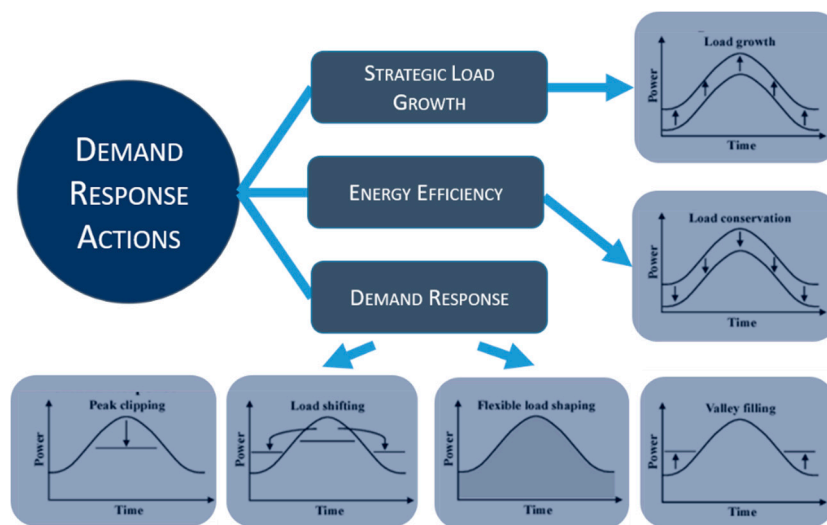 DEMAND
RESPONSE
ACTIONS
STRATEGIC LOAD
GROWTH
ENERGY EFFICIENCY
DEMAND RESPONSE
Load growth
Power
Time
Load conservation
Power
Time
Peak clipping
Power
Time
Load shifting
Power
Time
Flexible load shaping
Power
Time
Valley filling
Power
Time